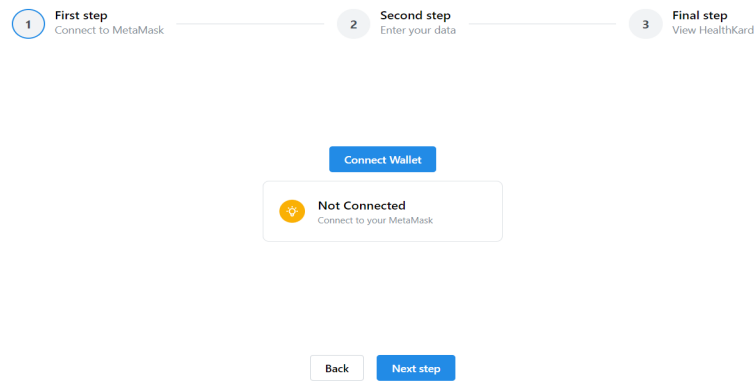 1
First step
Connect to MetaMask
2
Second step
Enter your data
3
Final step
View HealthKard
Connect Wallet
Not Connected
Connect to your MetaMask
Back
Next step